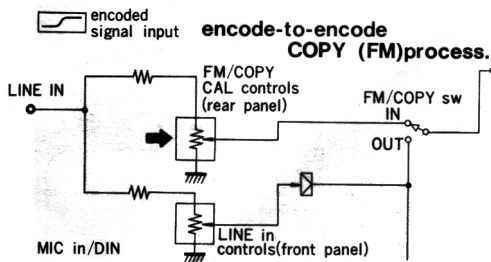 encoded
signal input
encode-to-encode
COPY (FM)process.
FM/COPY
CAL controls
(rear panel)
LINE IN
FM/COPY sw
IN
OUT
LINE in
controls(front panel)
MIC in/DIN